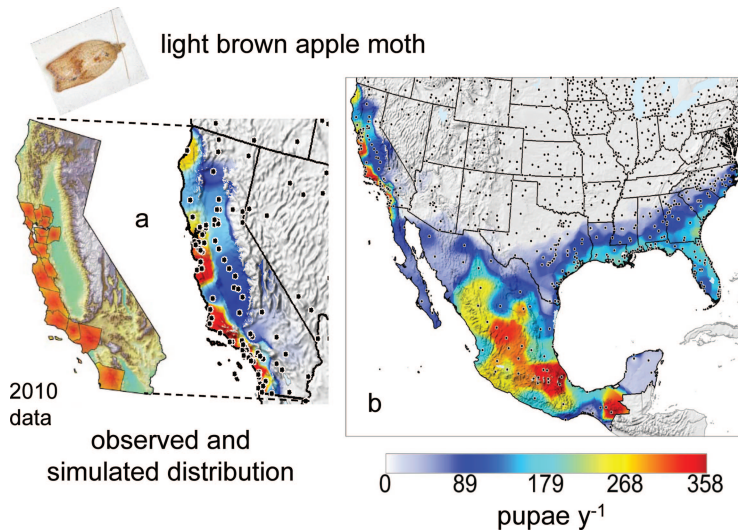 light brown apple moth
a
2010
data
observed and
simulated distribution
b
0 89 179 268 358
pupae y⁻¹